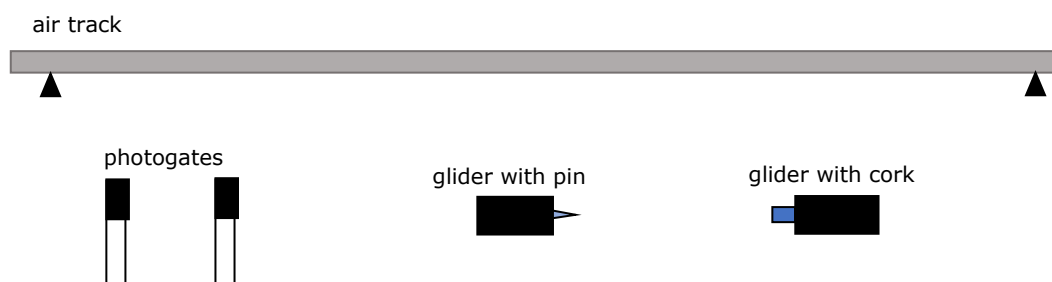 air track
photogates
glider with pin
glider with cork